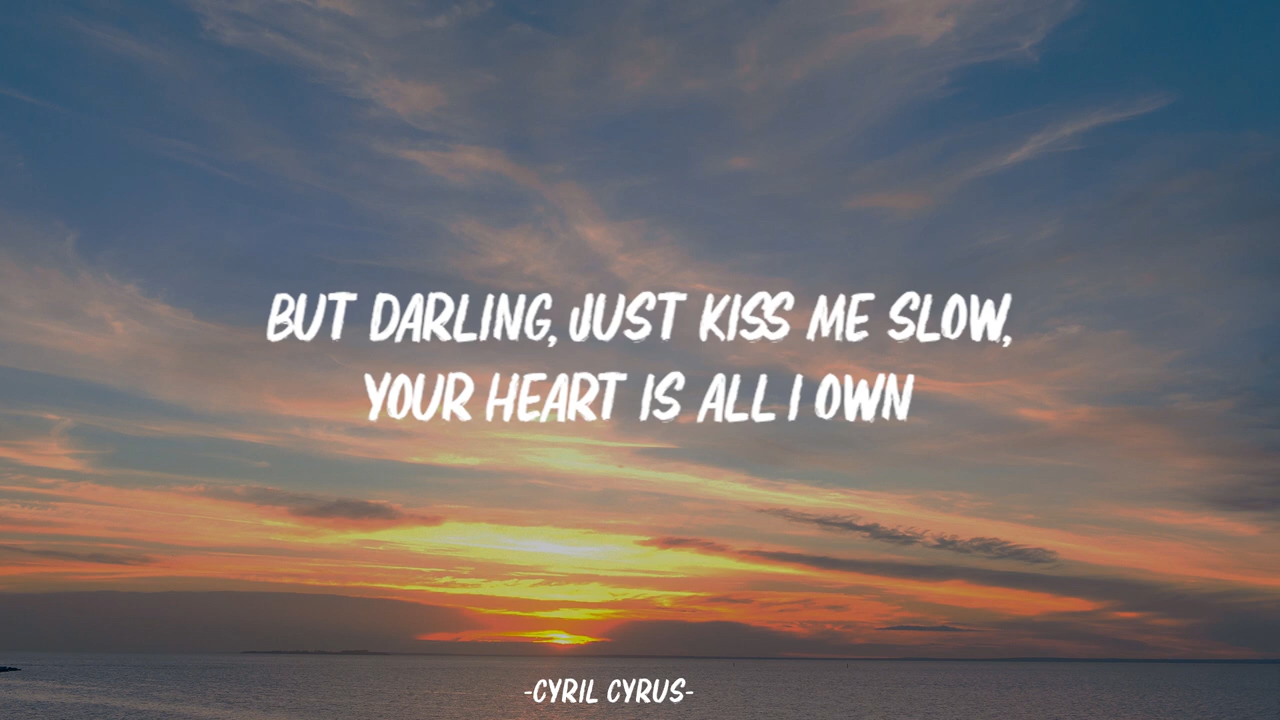 BUT DARLING, JUST KISS ME SLOW,
YOUR HEART IS ALL I OWN
-CYRIL CYRUS-